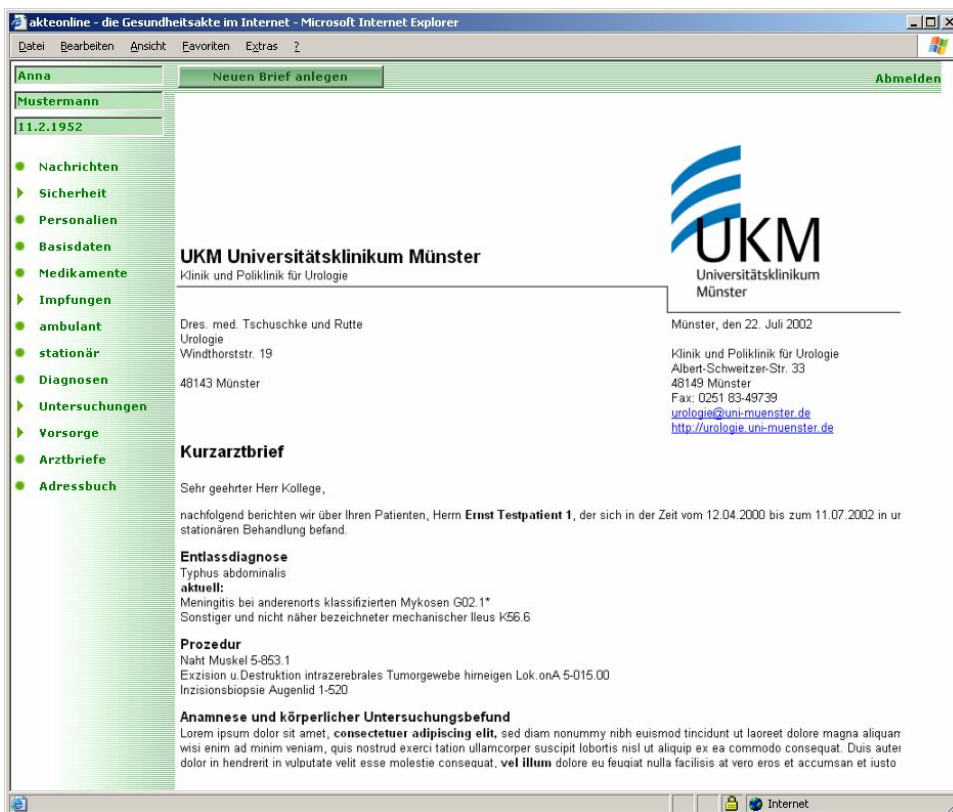 akteonline - die Gesundheitsakte im Internet - Microsoft Internet Explorer
Datei Bearbeiten Ansicht Favoriten Extras ?
Anna
Neuen Brief anlegen
Abmelden
Mustermann
11.2.1952
Nachrichten
Sicherheit
Personalien
Basisdaten
Medikamente
Impfungen
ambulant
stationär
Diagnosen
Untersuchungen
Vorsorge
Arztbriefe
Adressbuch
UKM
Universitätsklinikum
Münster
UKM Universitätsklinikum Münster
Klinik und Poliklinik für Urologie
Dres. med. Tschuschke und Rutte
Urologie
Windthorststr. 19
48143 Münster
Münster, den 22. Juli 2002
Klinik und Poliklinik für Urologie
Albert-Schweitzer-Str. 33
48149 Münster
Fax: 0251 83-49739
urologie@uni-muenster.de
http://urologie.uni-muenster.de
Kurzarztbrief
Sehr geehrter Herr Kollege,
nachfolgend berichten wir über Ihren Patienten, Herrn Ernst Testpatient 1, der sich in der Zeit vom 12.04.2000 bis zum 11.07.2002 in ur
stationären Behandlung befand.
Entlassdiagnose
Typhus abdominalis
aktuell:
Meningitis bei anderenorts klassifizierten Mykosen G02.1*
Sonstiger und nicht näher bezeichneter mechanischer Ileus K56.6
Prozedur
Naht Muskel 5-853.1
Exzision u.Destruktion intrazerebrales Tumorgewebe hirneigen Lok.onA 5-015.00
Inzisionsbiopsie Augenlid 1-520
Anamnese und körperlicher Untersuchungsbefund
Lorem ipsum dolor sit amet, consectetuer adipiscing elit, sed diam nonummy nibh euismod tincidunt ut laoreet dolore magna aliquam
wisi enim ad minim veniam, quis nostrud exerci tation ullamcorper suscipit lobortis nisl ut aliquip ex ea commodo consequat. Duis auter
dolor in hendrerit in vulputate velit esse molestie consequat, vel illum dolore eu feugiat nulla facilisis at vero eros et accumsan et iusto
Internet